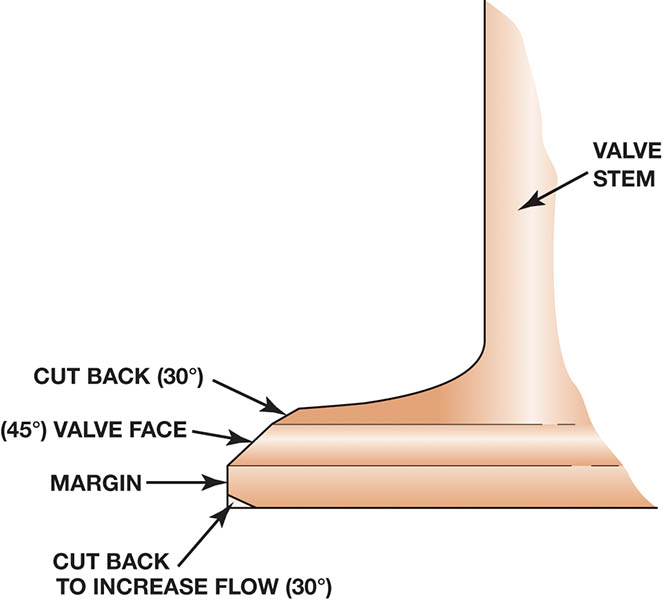 VALVE
STEM
CUT BACK (30°)
(45°) VALVE FACE
MARGIN
CUT BACK
TO INCREASE FLOW (30°)